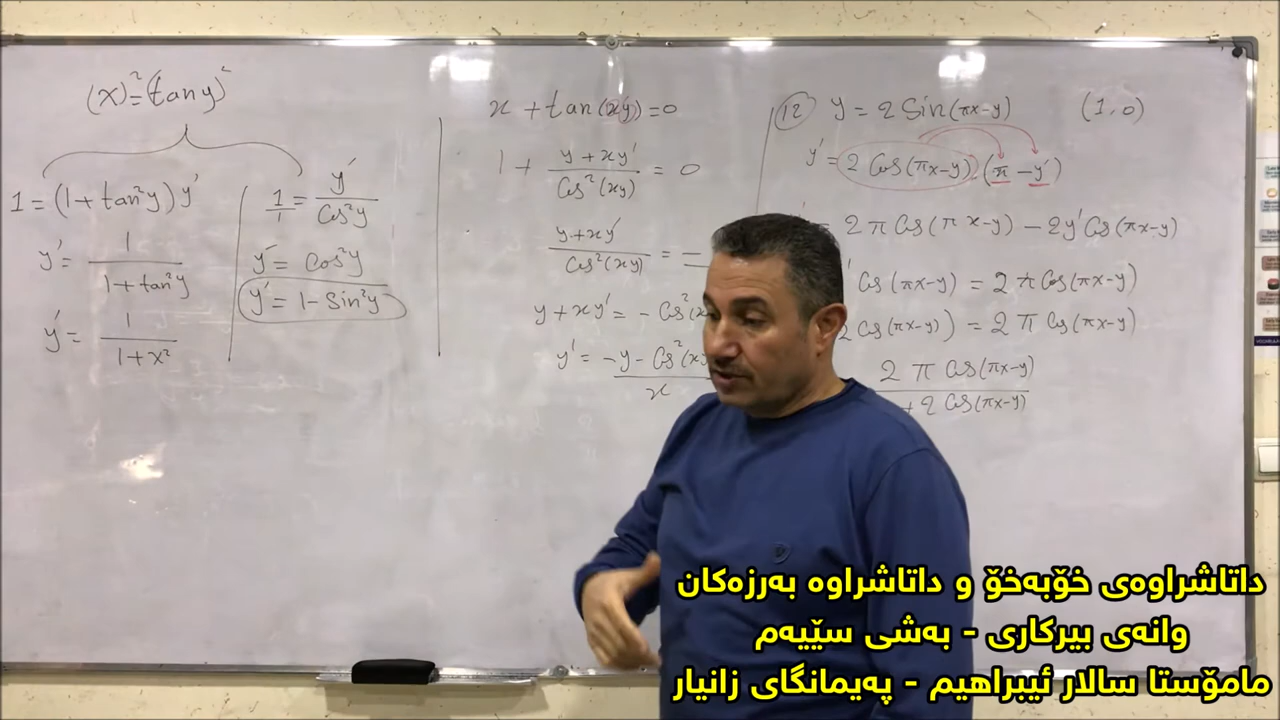 (x)² = (tan y)²
1 = (1+tan²y) y′
y′ = 1 / 1+tan²y
y′ = 1 / 1+x²
1/1 = y′ / Cos²y
y′ = cos²y
y′ = 1 - Sin²y
x + tan(xy) = 0
1 + y+xy′ / Cos²(xy) = 0
y+xy′ / Cos²(xy) =
y+xy′ = - Cos²(x
y′ = -y - Cos²(xy / x
12 y = 2 Sin(πx-y) (1,0)
y′ = 2 Cos(πx-y).(π - y′)
2π Cos(πx-y) - 2y′Cos(πx-y)
Cos(πx-y) = 2π Cos(πx-y)
2Cos(πx-y)) = 2π Cos(πx-y)
2π Cos(πx-y) / +2 Cos(πx-y)
داتاشراوەی خۆبەخۆ و داتاشراوە بەرزەکان
وانەی بیرکاری - بەشی سێیەم
مامۆستا سالار ئیبراهیم - پەیمانگای زانیار